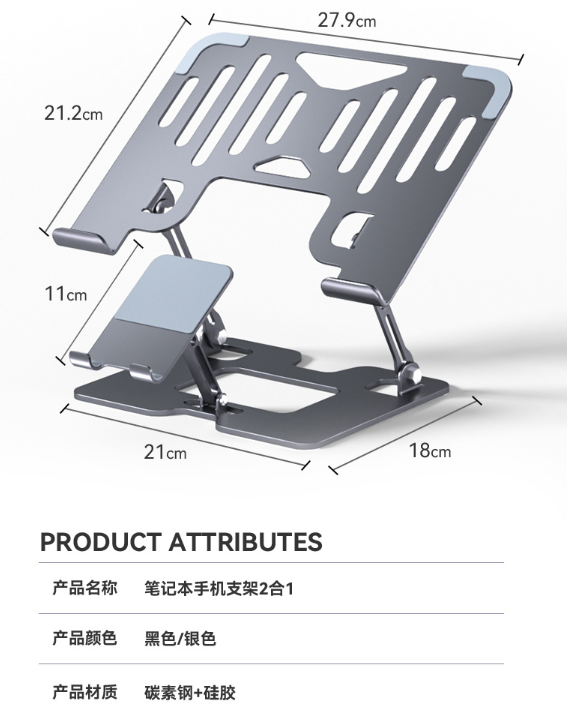 27.9cm
21.2cm
11cm
21cm
18cm
PRODUCT ATTRIBUTES
产品名称 笔记本手机支架2合1
产品颜色 黑色/银色
产品材质 碳素钢+硅胶